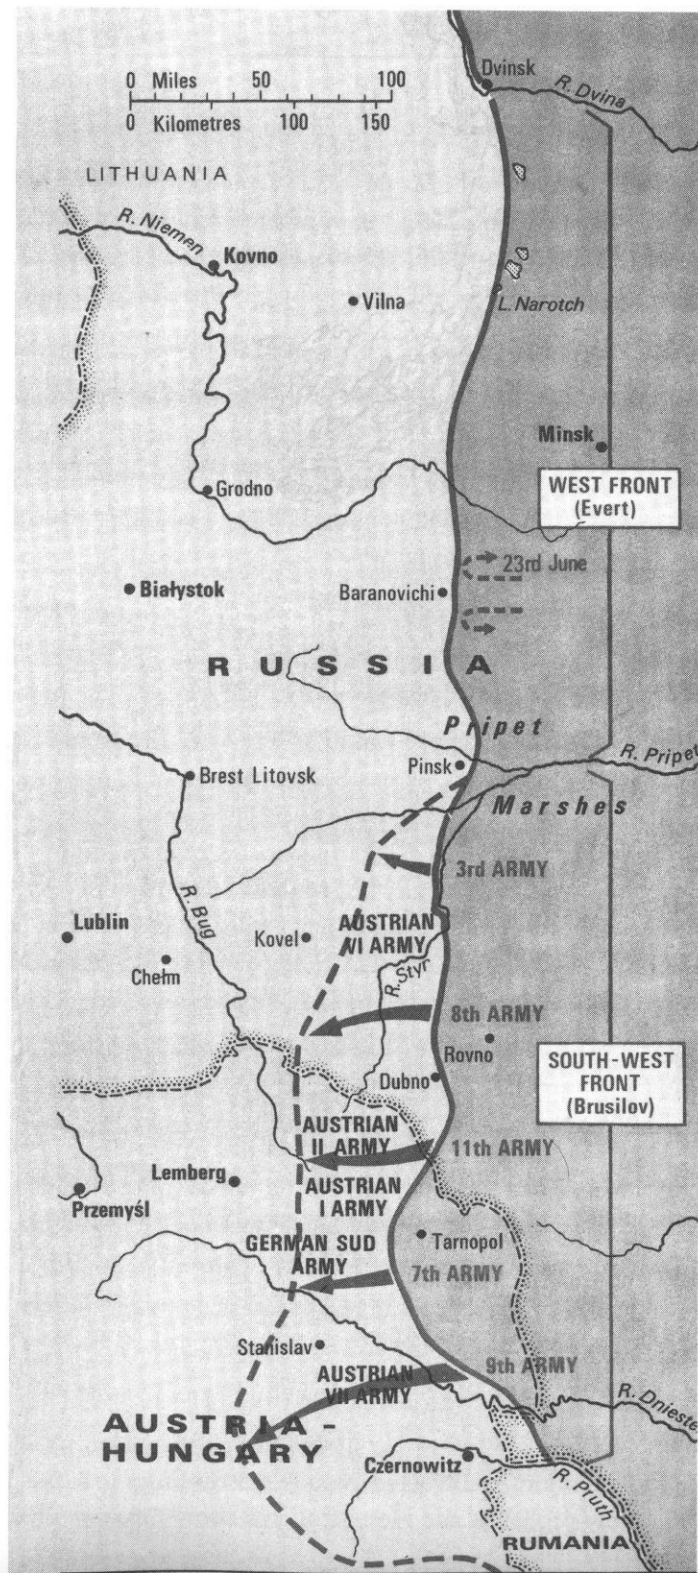 0 Miles 50 100
0 Kilometres 100 150
Dvinsk
R. Dvina
LITHUANIA
R. Niemen
Kovno
Vilna
L. Narotch
Minsk
WEST FRONT
(Evert)
Grodno
23rd June
Białystok
Baranovichi
RUSSIA
Pripet
R. Pripet
Pinsk
Brest Litovsk
Marshes
3rd ARMY
R. Bug
Lublin
Kovel
AUSTRIAN
VI ARMY
Chełm
R. Styr
8th ARMY
Rovno
SOUTH-WEST
FRONT
(Brusilov)
Dubno
AUSTRIAN
II ARMY
11th ARMY
Lemberg
AUSTRIAN
I ARMY
Przemyśl
GERMAN SUD
ARMY
Tarnopol
7th ARMY
Stanislav
AUSTRIAN
VII ARMY
9th ARMY
R. Dniester
AUSTRIA-
HUNGARY
Czernowitz
R. Pruth
RUMANIA